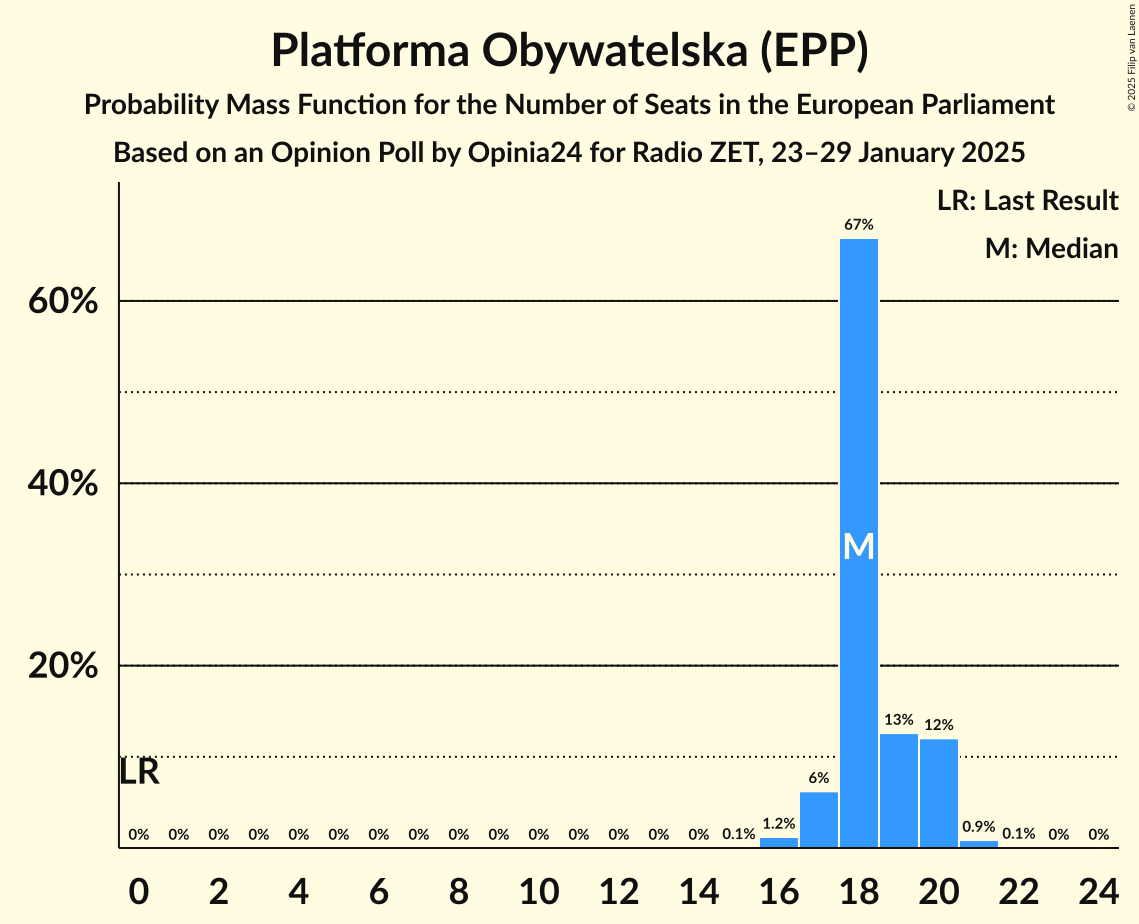 Platforma Obywatelska (EPP)
Probability Mass Function for the Number of Seats in the European Parliament
Based on an Opinion Poll by Opinia24 for Radio ZET, 23–29 January 2025
© 2025 Filip van Laenen
LR: Last Result
M: Median
67%
60%
M
40%
20%
13% 12%
LR
6%
0% 0% 0% 0% 0% 0% 0% 0% 0% 0% 0% 0% 0% 0% 0% 0.1% 1.2% 0.9% 0.1% 0% 0%
0 2 4 6 8 10 12 14 16 18 20 22 24